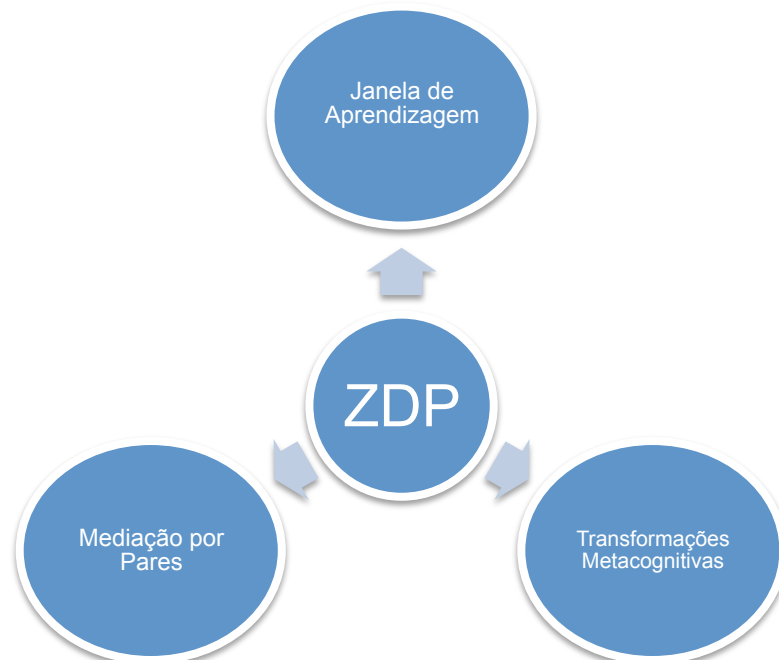 Janela de
Aprendizagem
ZDP
Mediação por
Pares
Transformações
Metacognitivas